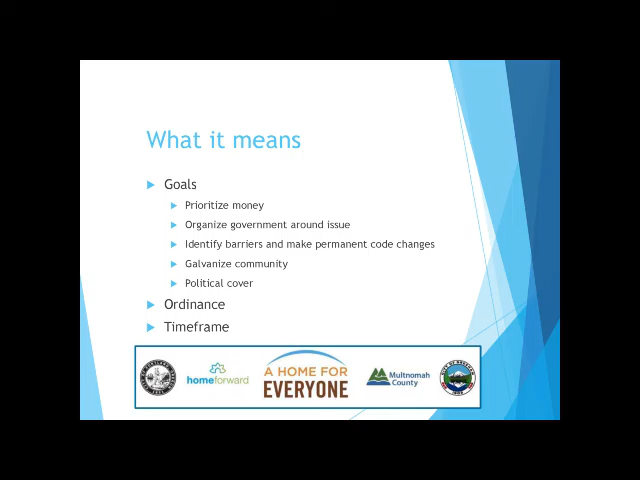 What it means
Goals
Prioritize money
Organize government around issue
Identify barriers and make permanent code changes
Galvanize community
Political cover
Ordinance
Timeframe
homeforward
A HOME FOR
EVERYONE
Multnomah
County